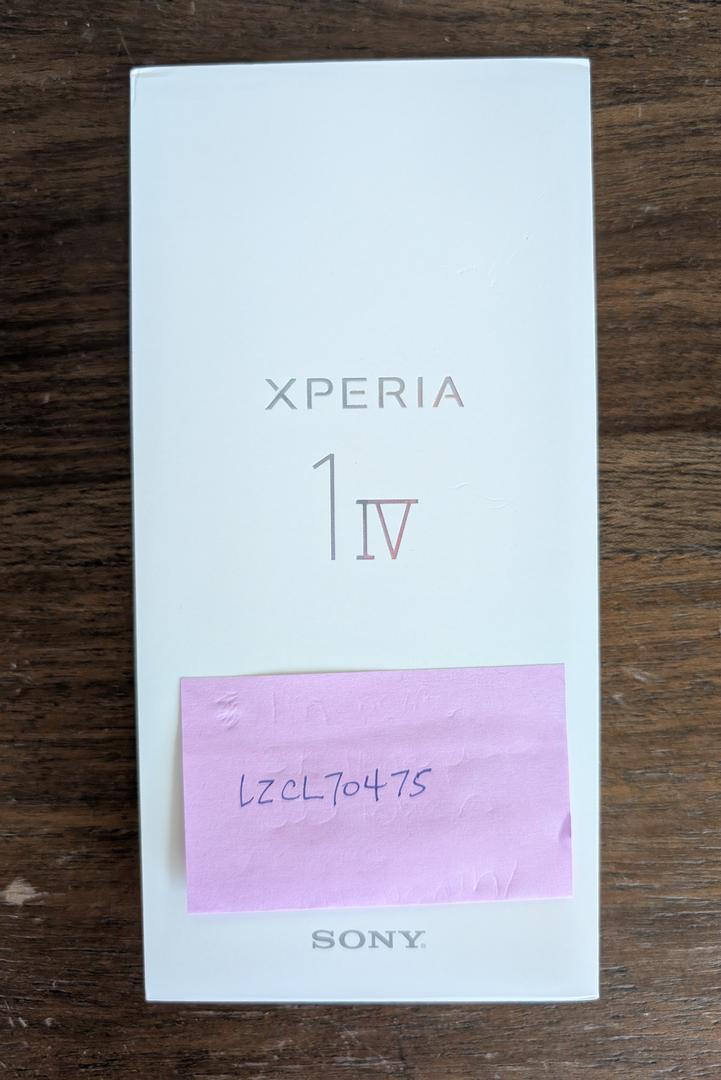 XPERIA
1 IV
LZCL70475
SONY